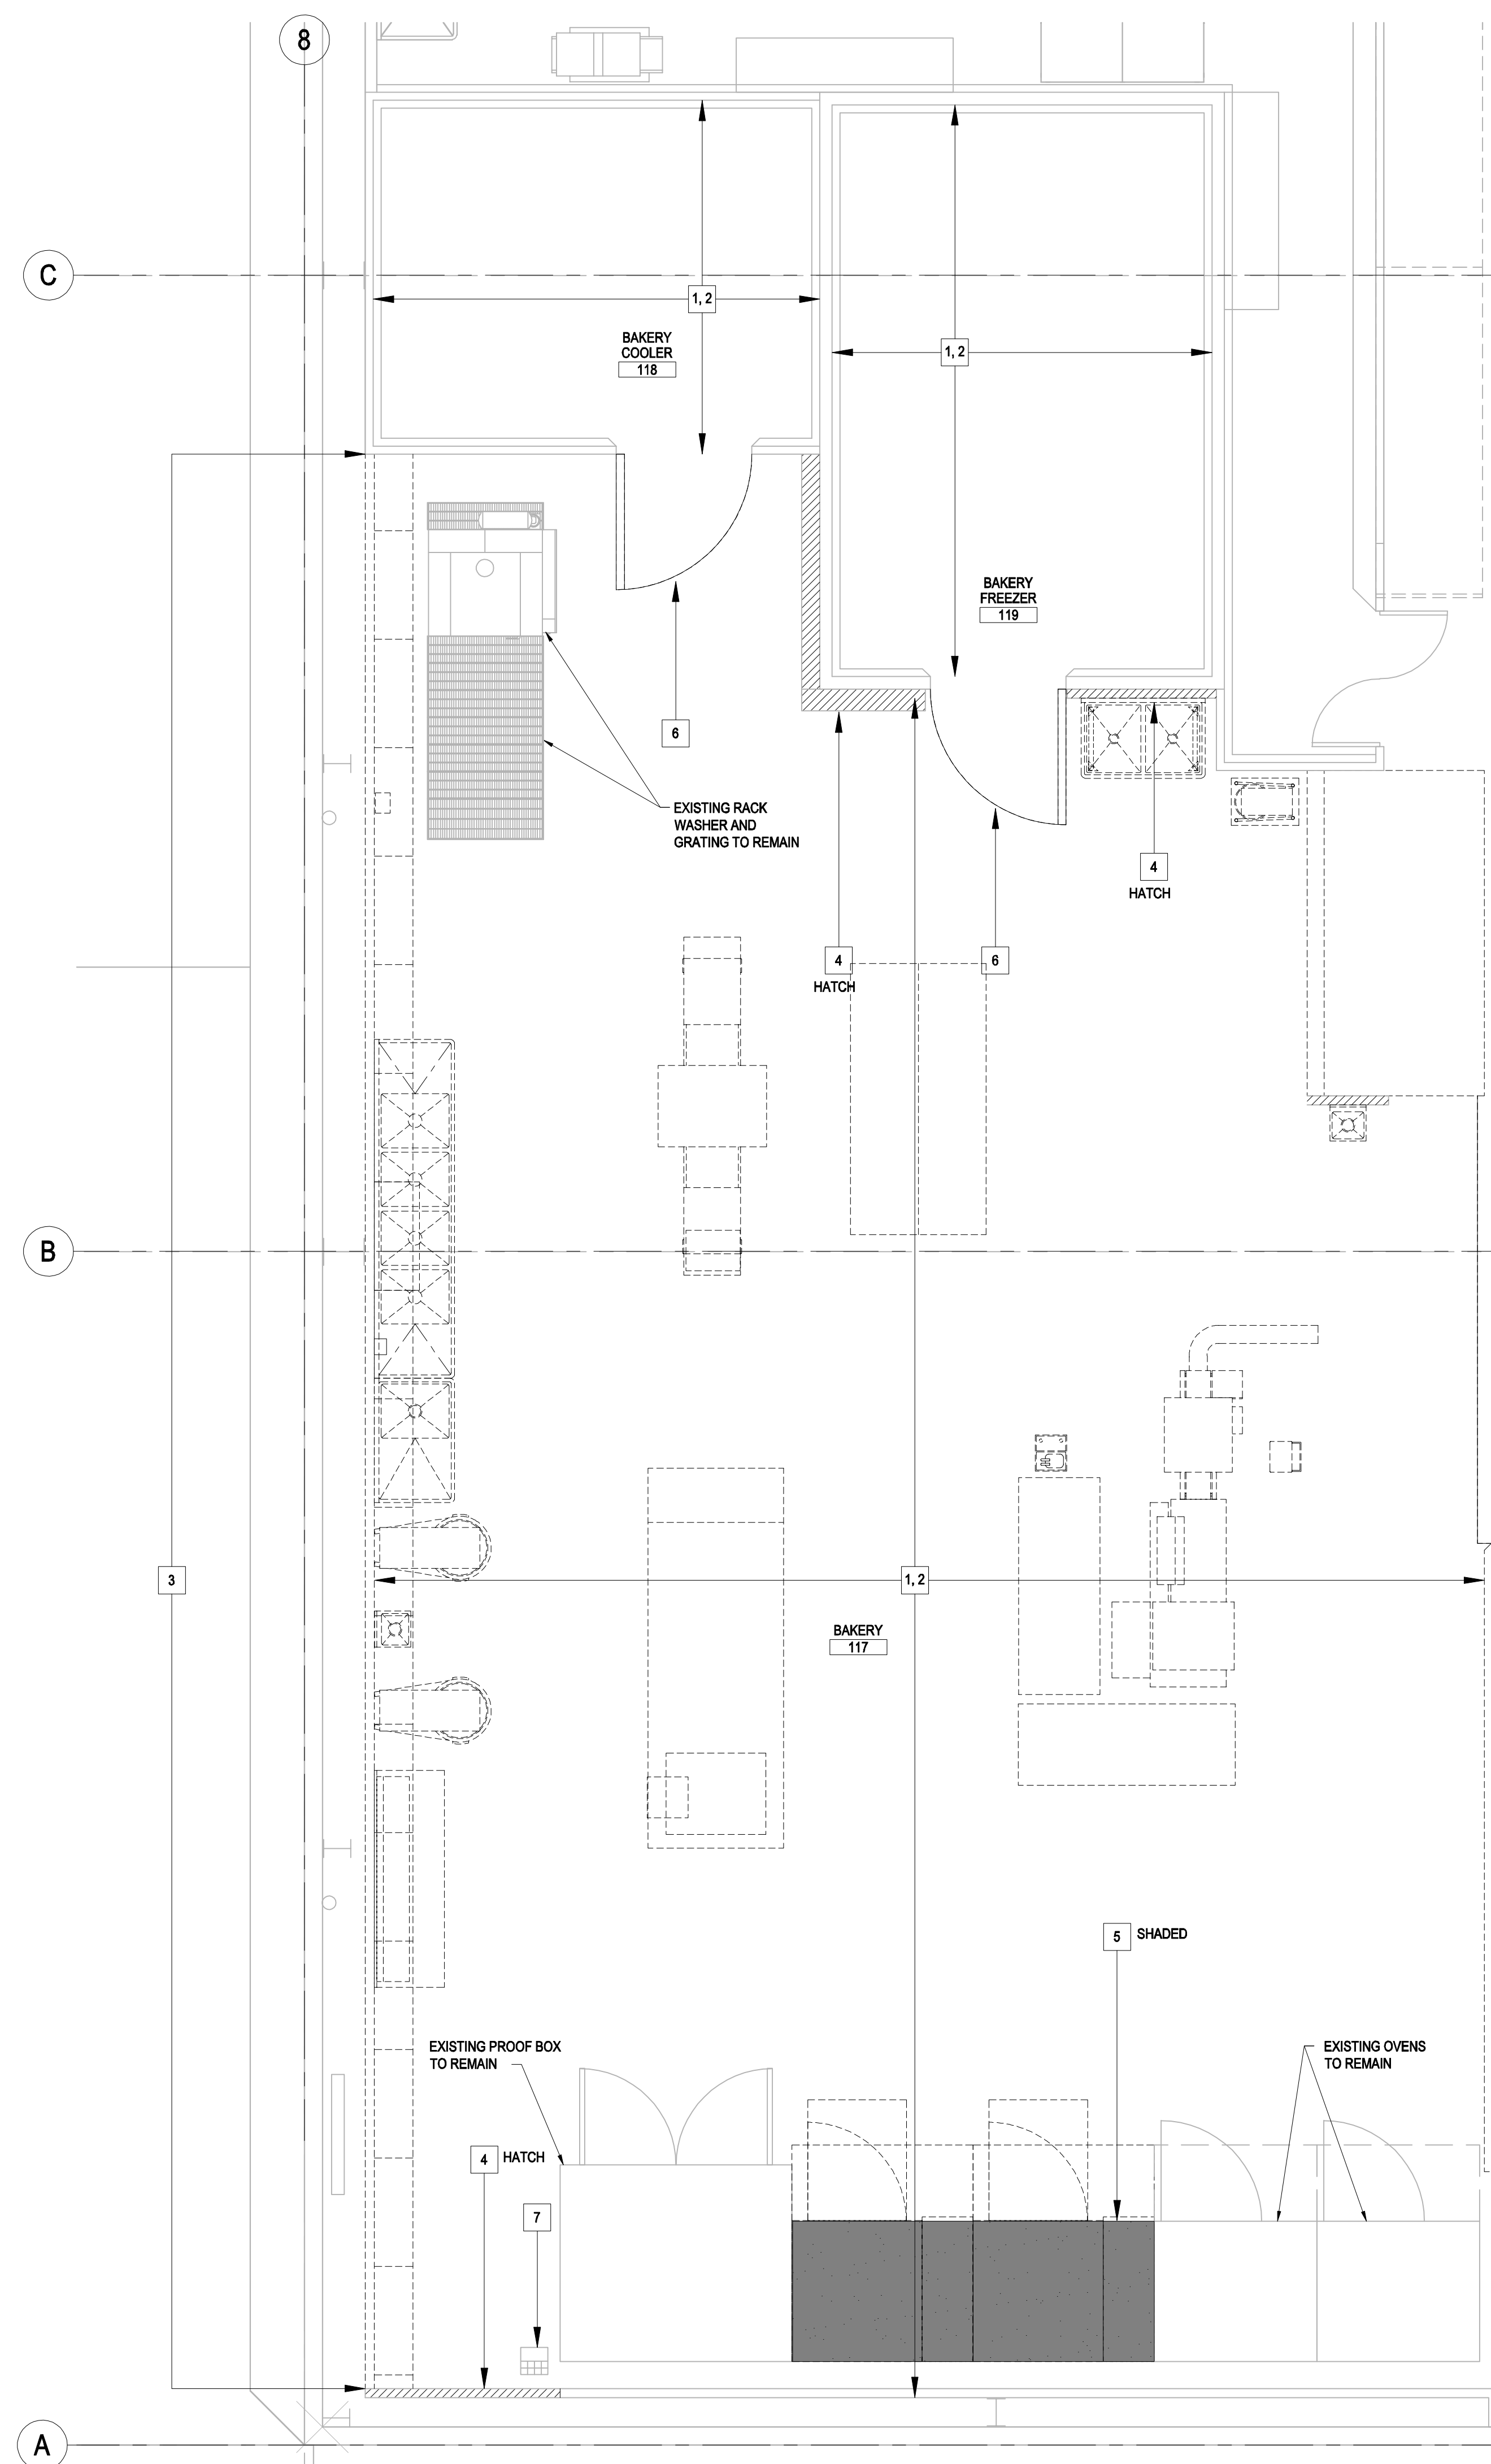 8
C
1, 2
1, 2
BAKERY
COOLER
118
BAKERY
FREEZER
119
6
EXISTING RACK
WASHER AND
GRATING TO REMAIN
4
HATCH
4
HATCH
6
B
3
1, 2
BAKERY
117
5 SHADED
EXISTING PROOF BOX
TO REMAIN
EXISTING OVENS
TO REMAIN
4 HATCH
7
A